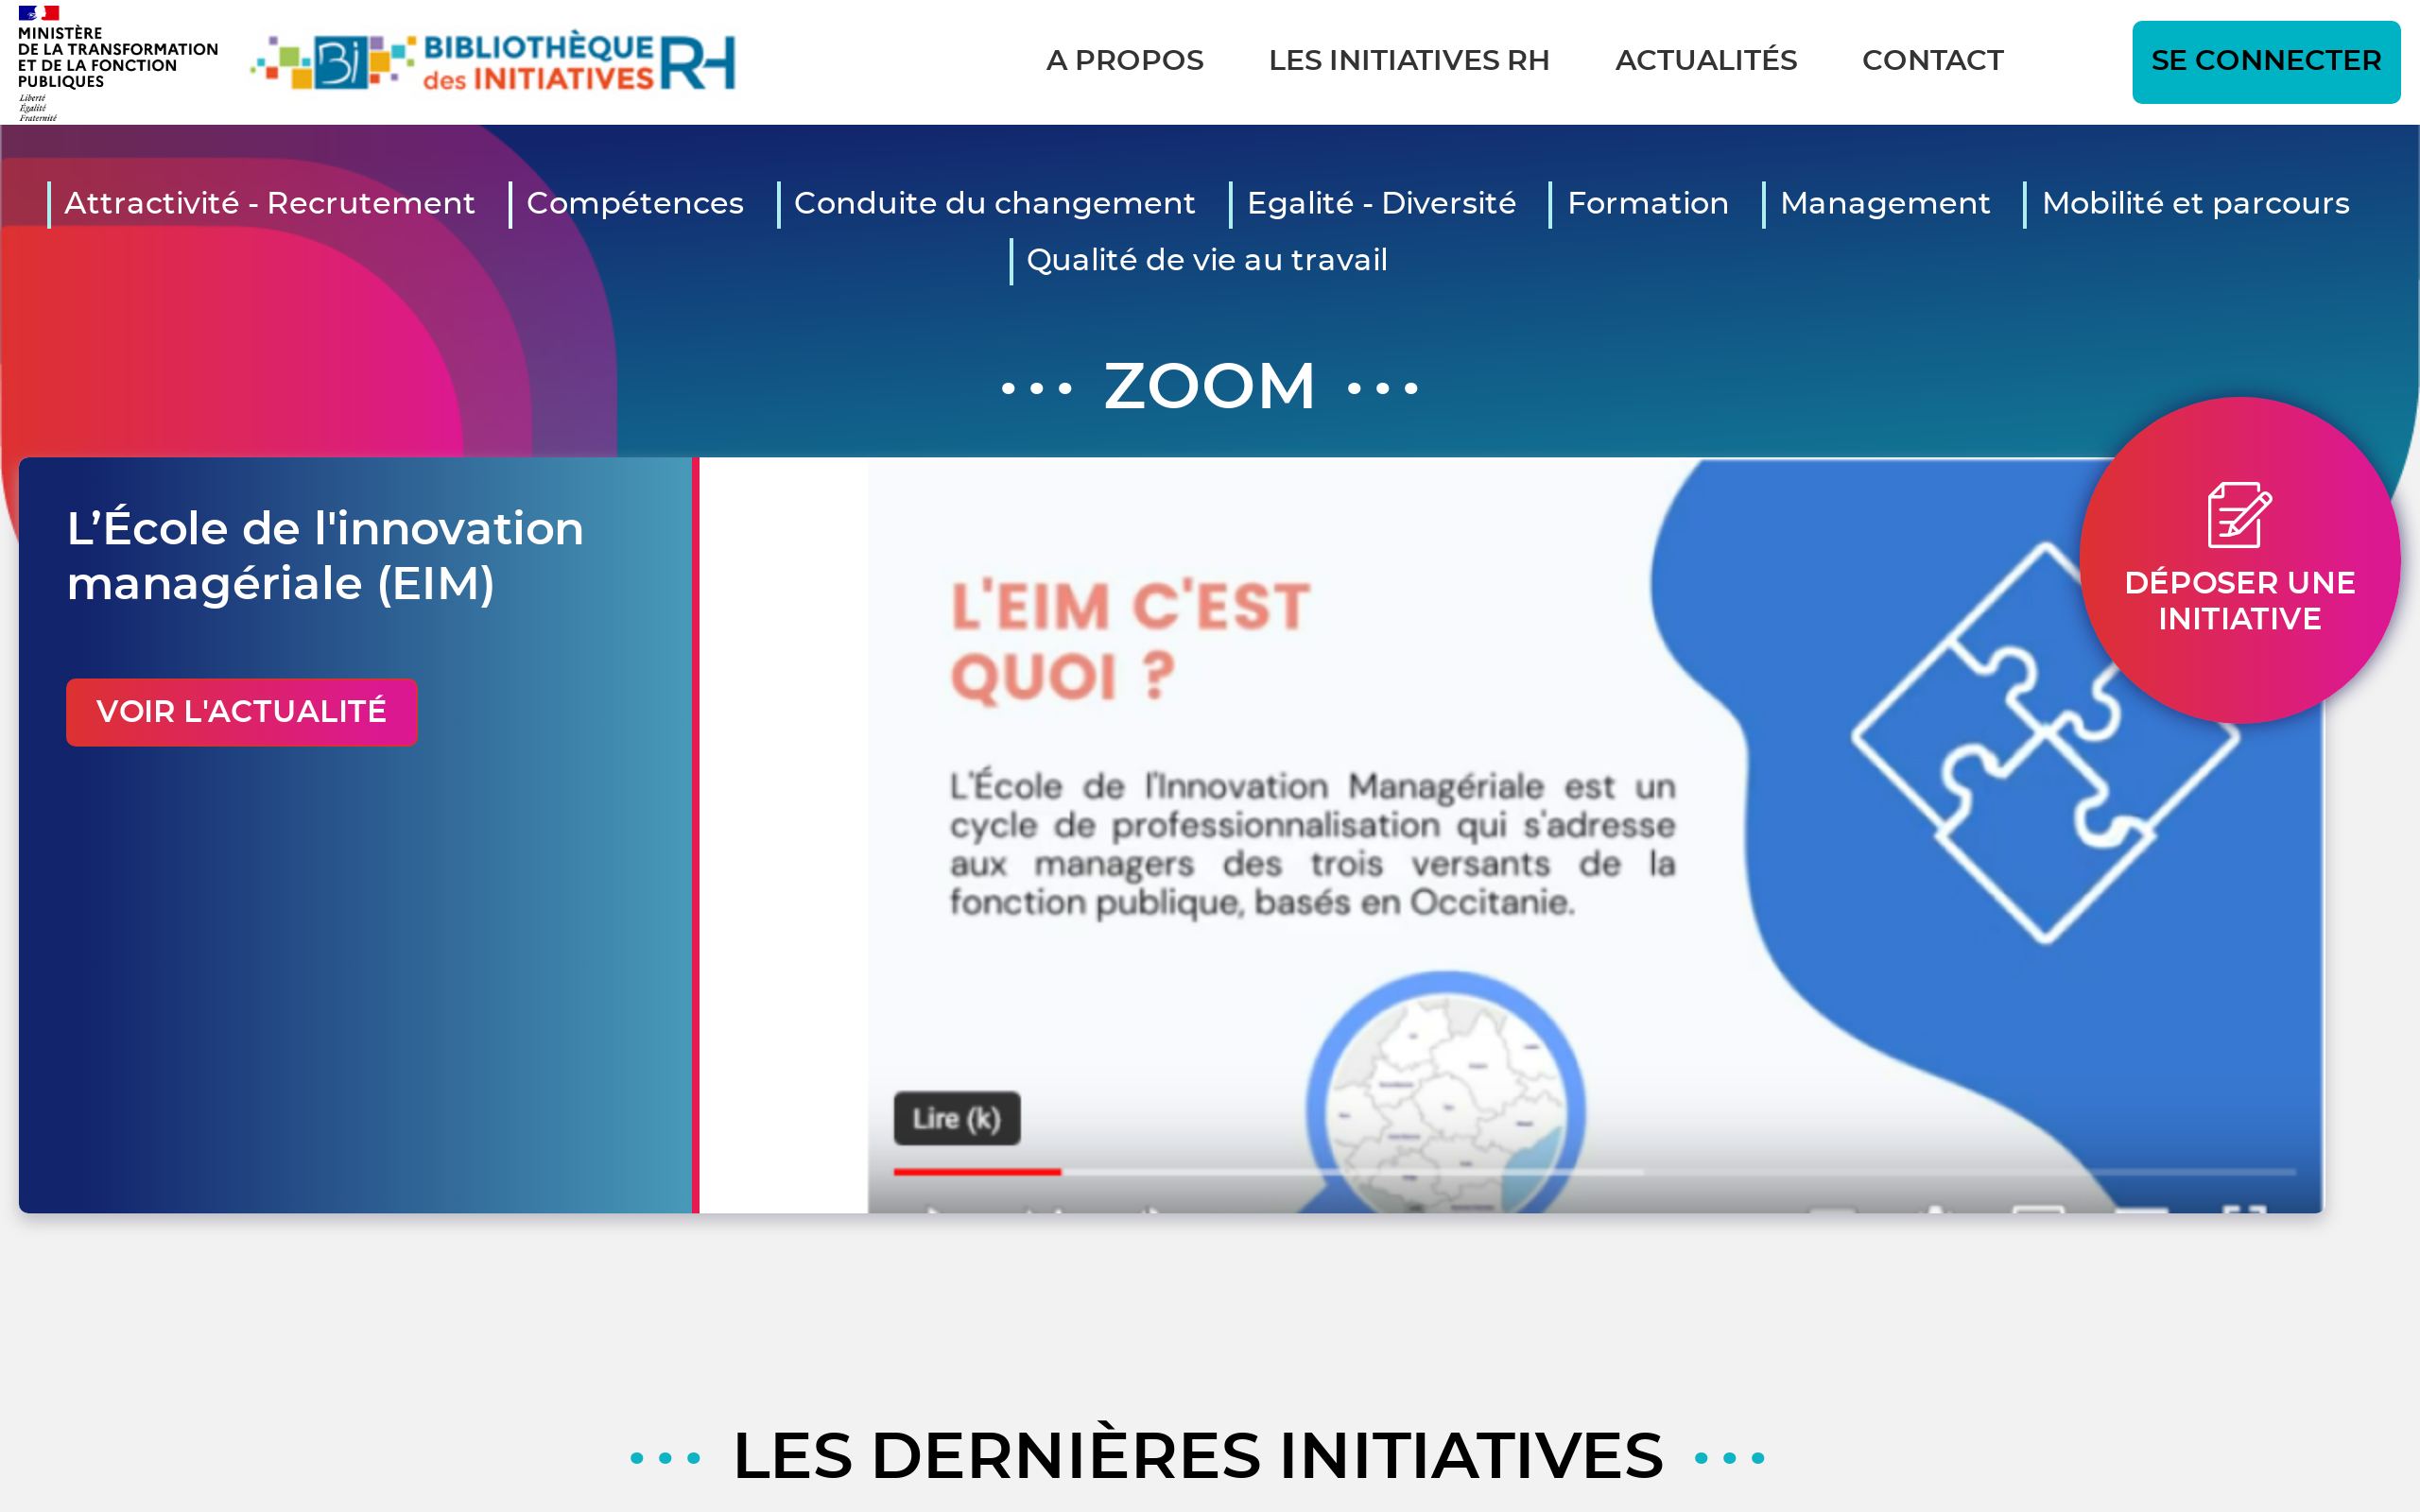 MINISTÈRE
DE LA TRANSFORMATION
ET DE LA FONCTION
PUBLIQUES
Liberté
Égalité
Fraternité
Bi BIBLIOTHÈQUE
des INITIATIVES RH
A PROPOS LES INITIATIVES RH ACTUALITÉS CONTACT SE CONNECTER
Attractivité - Recrutement Compétences Conduite du changement Egalité - Diversité Formation Management Mobilité et parcours
Qualité de vie au travail
ZOOM
L’École de l'innovation
managériale (EIM)
VOIR L'ACTUALITÉ
L'EIM C'EST
QUOI ?
L'École de l'Innovation Managériale est un
cycle de professionnalisation qui s'adresse
aux managers des trois versants de la
fonction publique, basés en Occitanie.
Lire (k)
DÉPOSER UNE
INITIATIVE
LES DERNIÈRES INITIATIVES